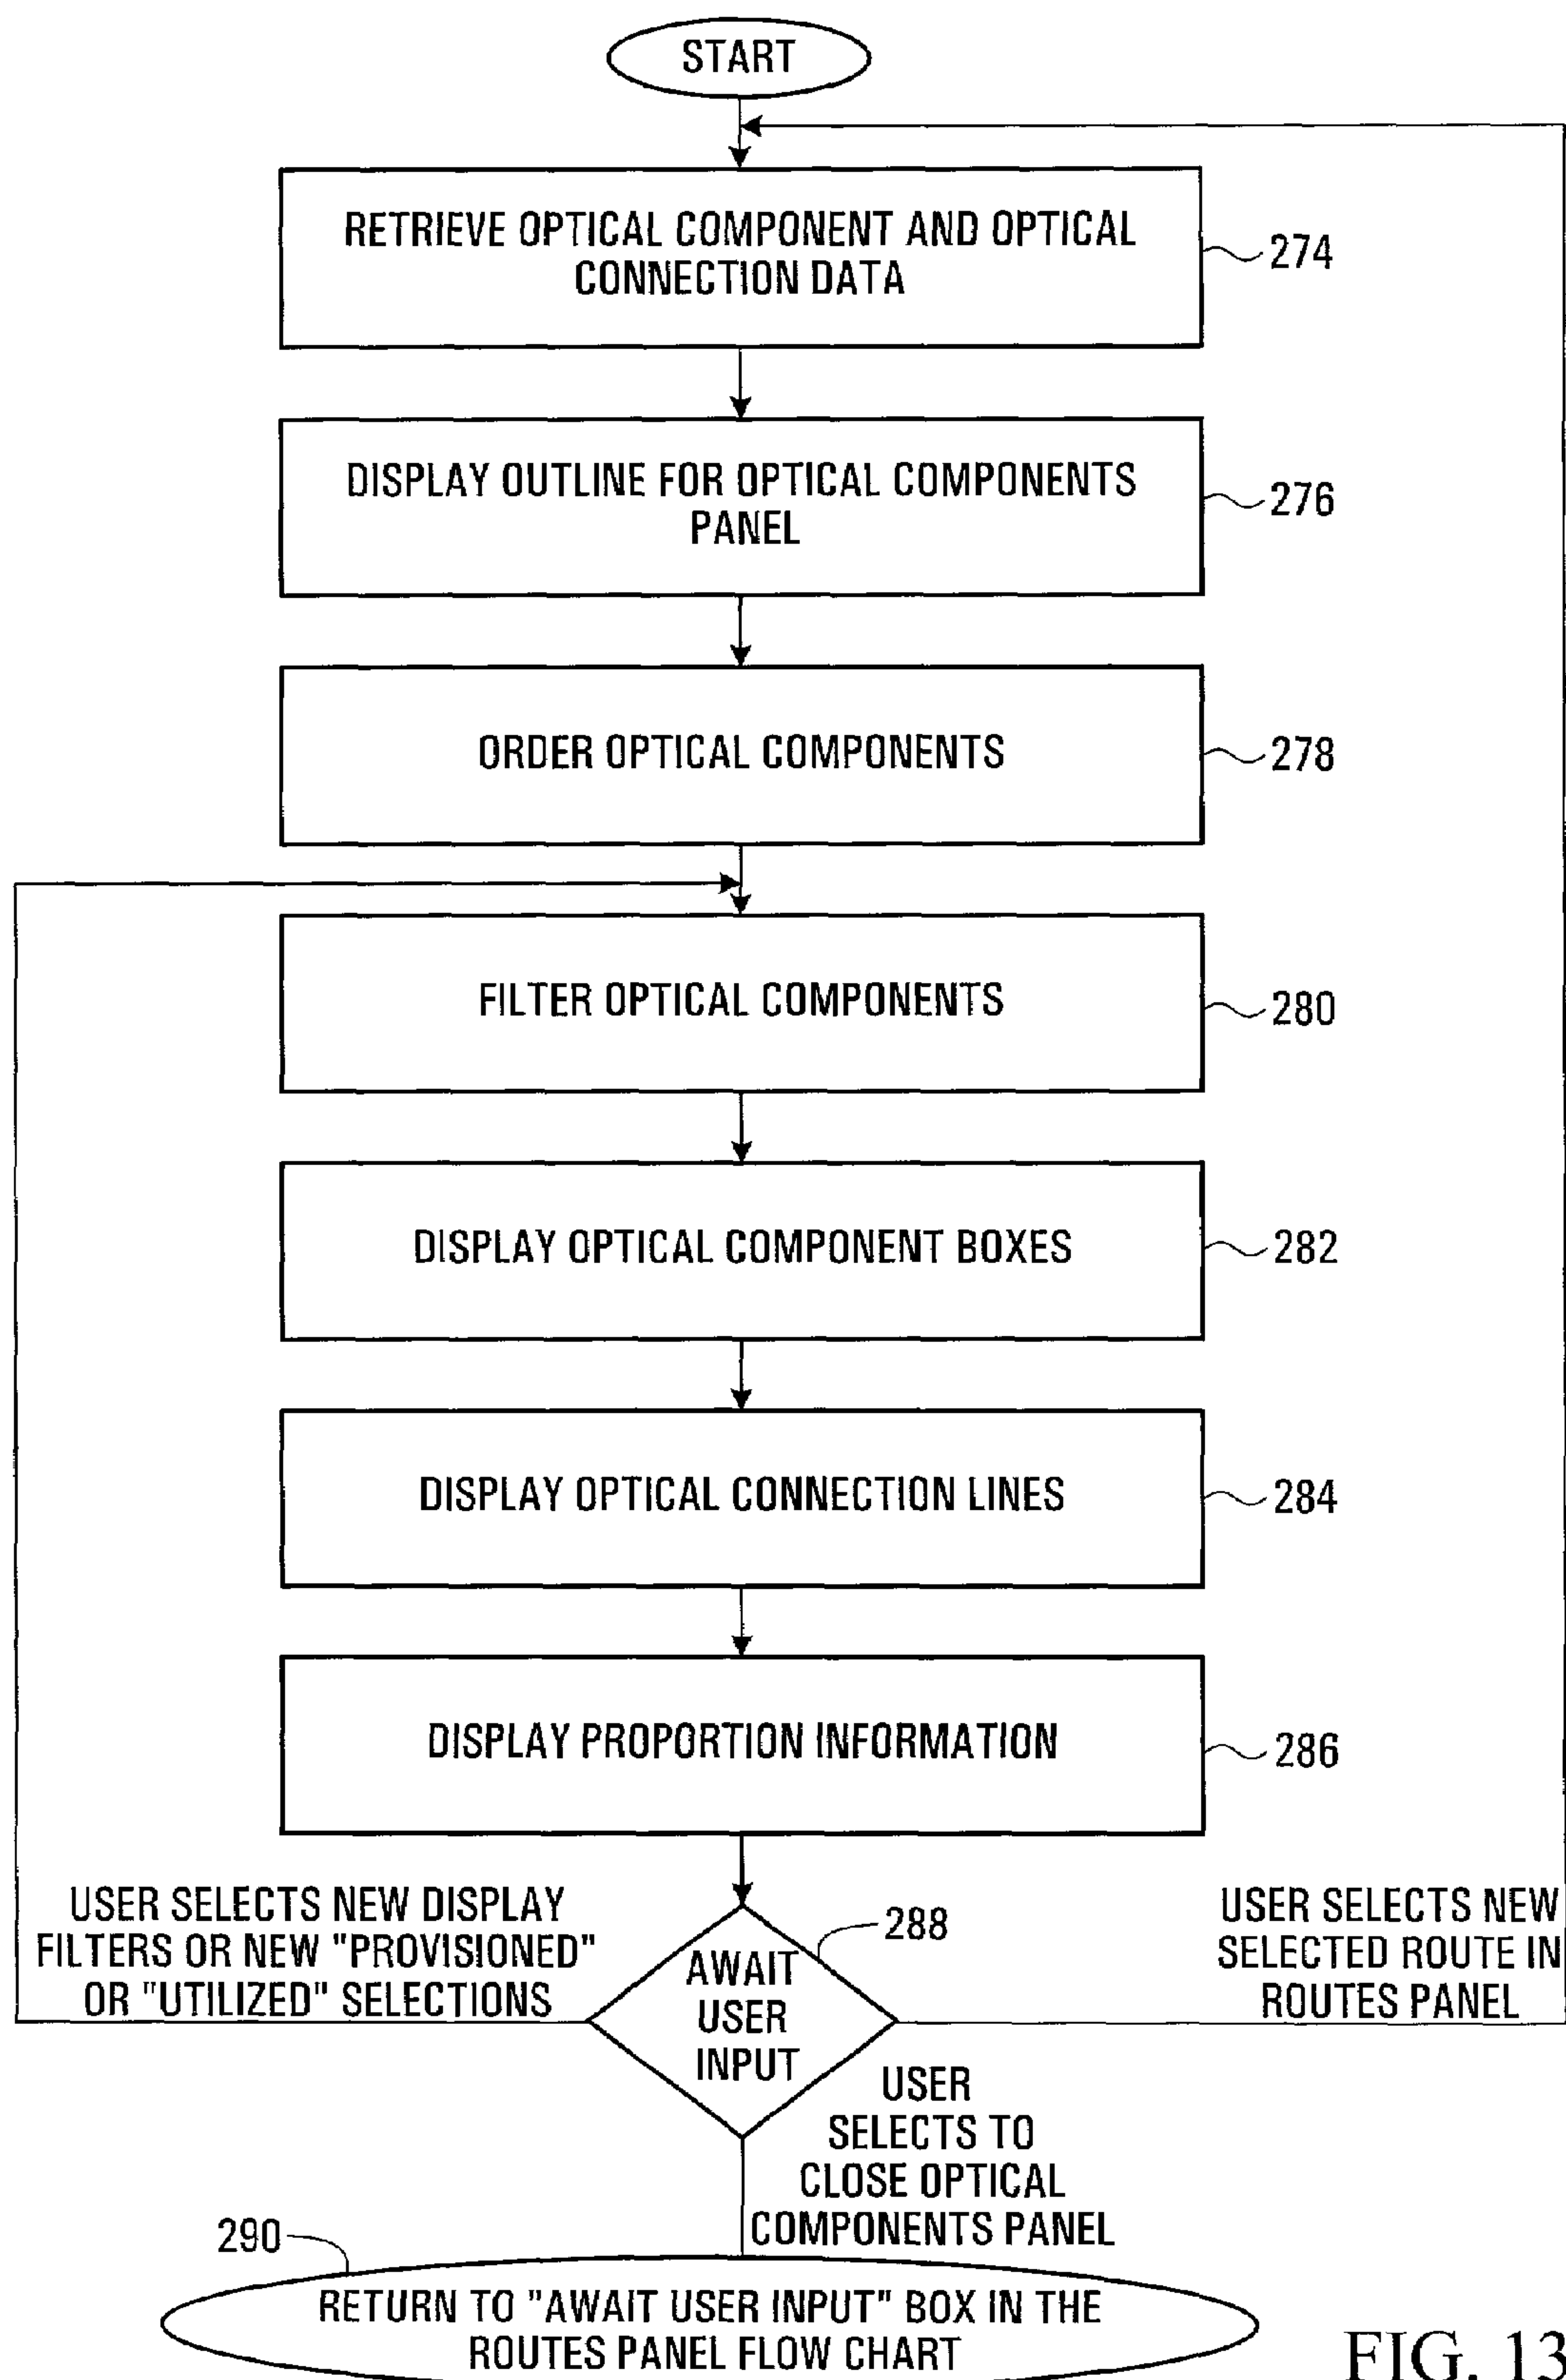 START
RETRIEVE OPTICAL COMPONENT AND OPTICAL
CONNECTION DATA
274
DISPLAY OUTLINE FOR OPTICAL COMPONENTS
PANEL
276
ORDER OPTICAL COMPONENTS
278
FILTER OPTICAL COMPONENTS
280
DISPLAY OPTICAL COMPONENT BOXES
282
DISPLAY OPTICAL CONNECTION LINES
284
DISPLAY PROPORTION INFORMATION
286
USER SELECTS NEW DISPLAY
FILTERS OR NEW "PROVISIONED"
OR "UTILIZED" SELECTIONS
AWAIT
USER
INPUT
288
USER SELECTS NEW
SELECTED ROUTE IN
ROUTES PANEL
USER
SELECTS TO
CLOSE OPTICAL
COMPONENTS PANEL
290
RETURN TO "AWAIT USER INPUT" BOX IN THE
ROUTES PANEL FLOW CHART
FIG. 13